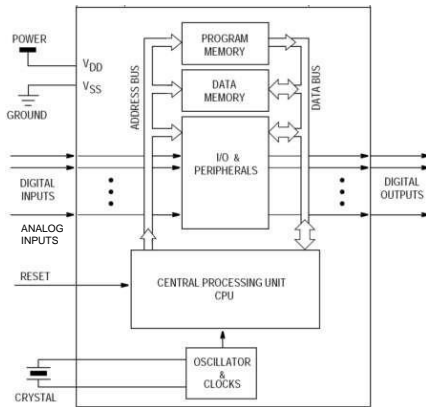 POWER
VDD
VSS
GROUND
ADDRESS BUS
PROGRAM
MEMORY
DATA
MEMORY
DATA BUS
I/O &
PERIPHERALS
DIGITAL
INPUTS
ANALOG
INPUTS
DIGITAL
OUTPUTS
RESET
CENTRAL PROCESSING UNIT
CPU
OSCILLATOR
&
CLOCKS
CRYSTAL